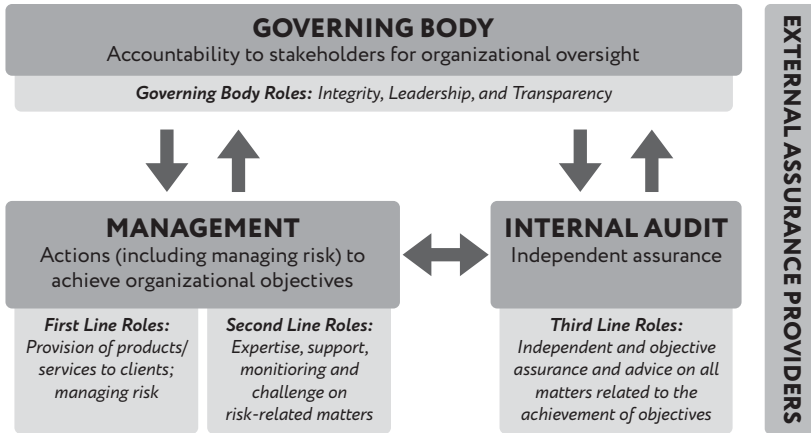 GOVERNING BODY
Accountability to stakeholders for organizational oversight
Governing Body Roles: Integrity, Leadership, and Transparency
MANAGEMENT
Actions (including managing risk) to
achieve organizational objectives
First Line Roles:
Provision of products/
services to clients;
managing risk
Second Line Roles:
Expertise, support,
monitoring and
challenge on
risk-related matters
INTERNAL AUDIT
Independent assurance
Third Line Roles:
Independent and objective
assurance and advice on all
matters related to the
achievement of objectives
EXTERNAL ASSURANCE PROVIDERS